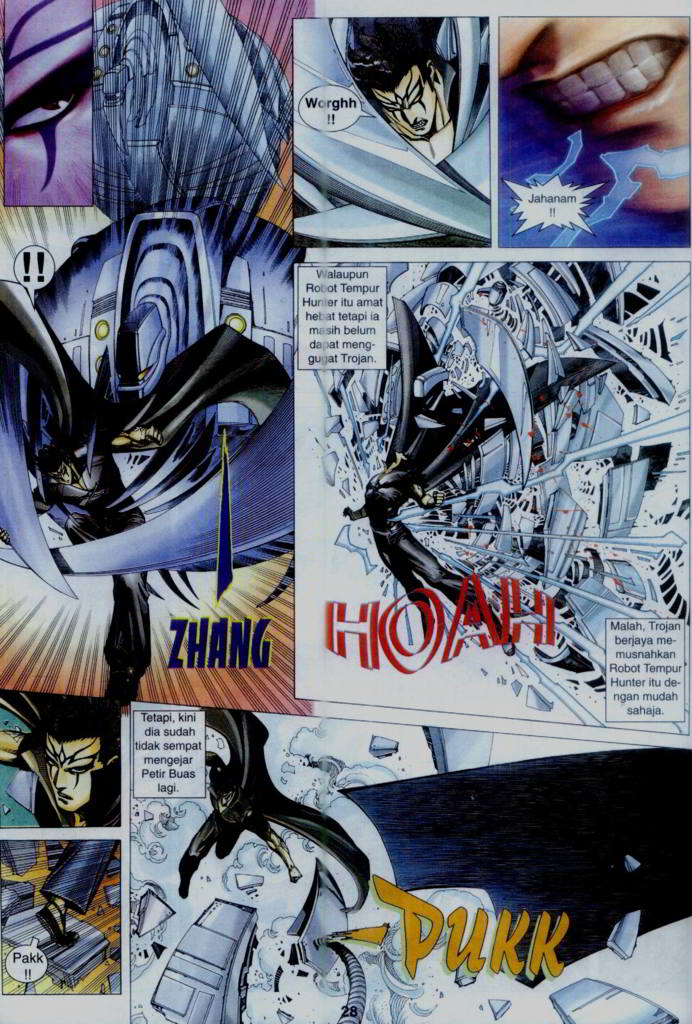 Worghh
!!
Jahanam
!!
!!
ZHANG
Walaupun
Robot Tempur
Hunter itu amat
hebat tetapi ia
masih belum
dapat meng-
gugat Trojan.
HOAH
Malah, Trojan
berjaya me-
musnahkan
Robot Tempur
Hunter itu de-
ngan mudah
sahaja.
Tetapi, kini
dia sudah
tidak sempat
mengejar
Petir Buas
lagi.
Pakk
!!
PUKK
28